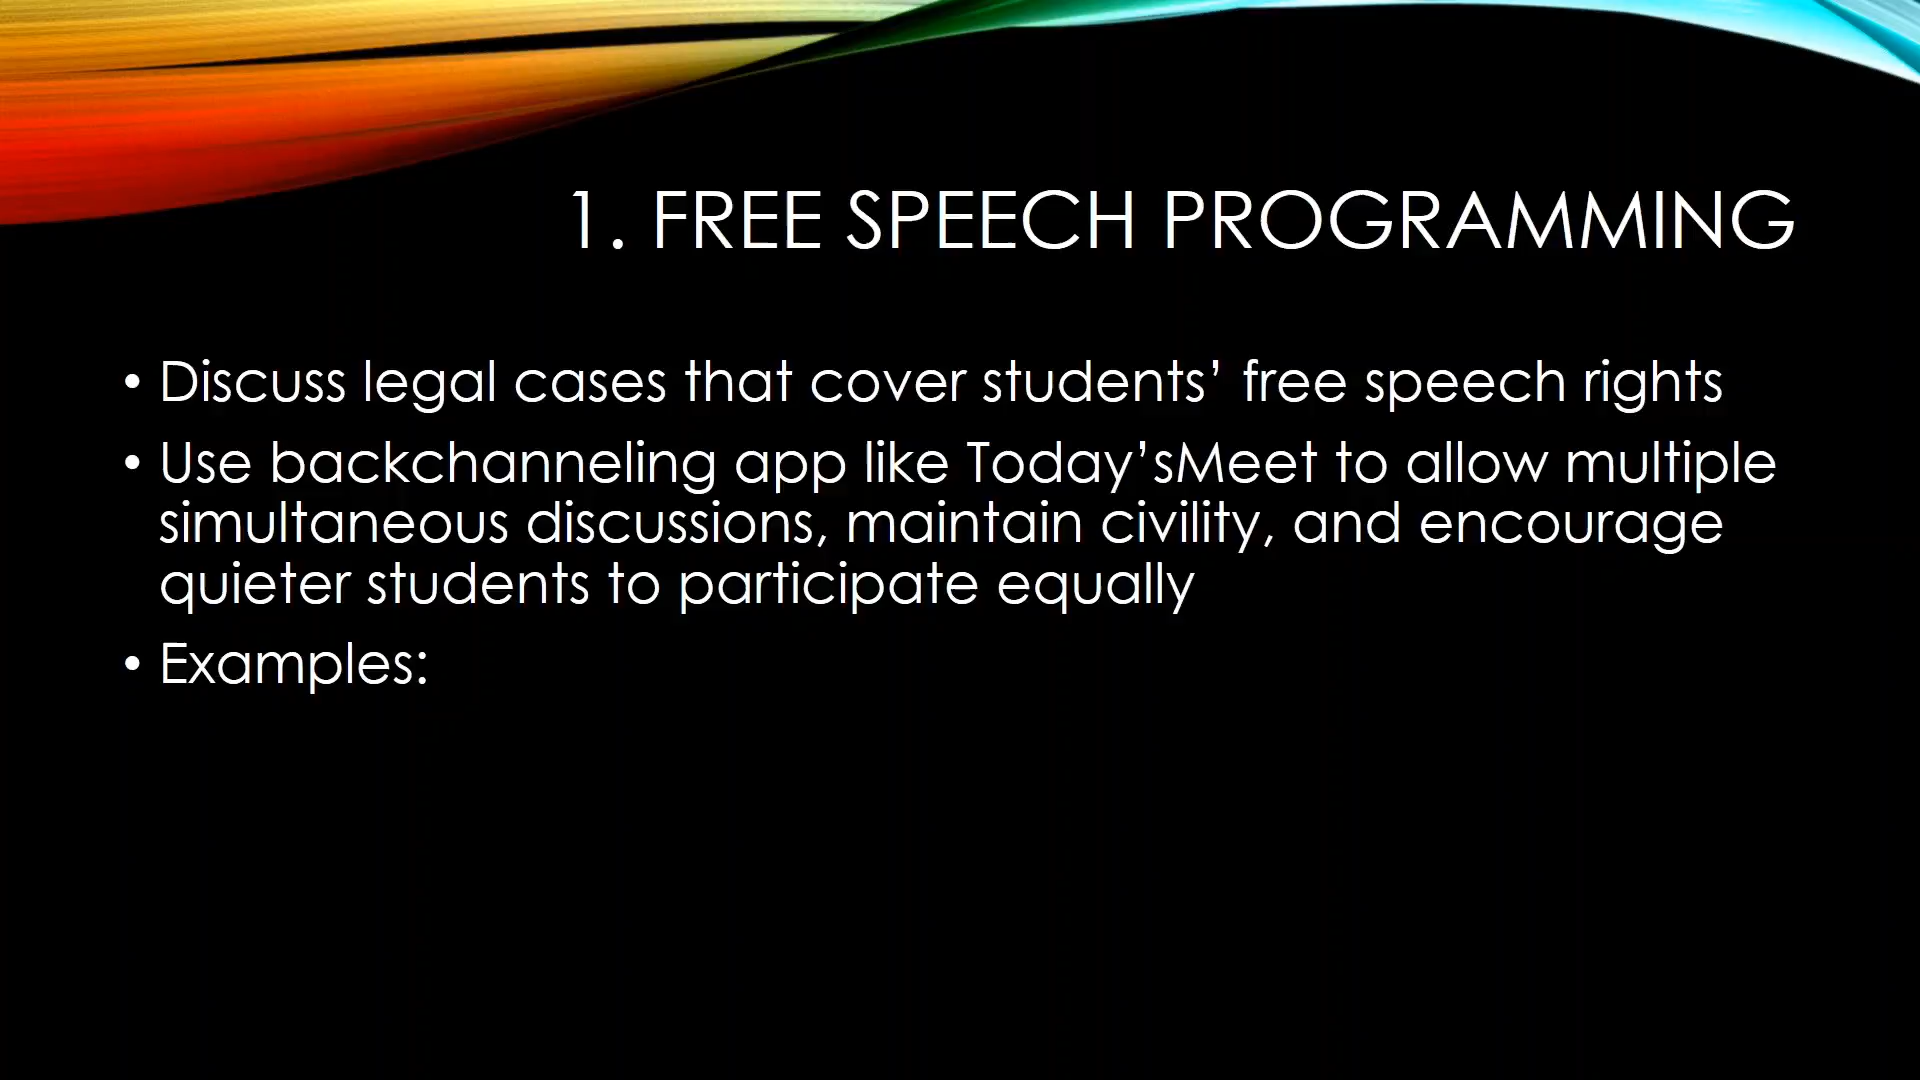 1. FREE SPEECH PROGRAMMING
• Discuss legal cases that cover students’ free speech rights
• Use backchanneling app like Today’sMeet to allow multiple
simultaneous discussions, maintain civility, and encourage
quieter students to participate equally
• Examples: